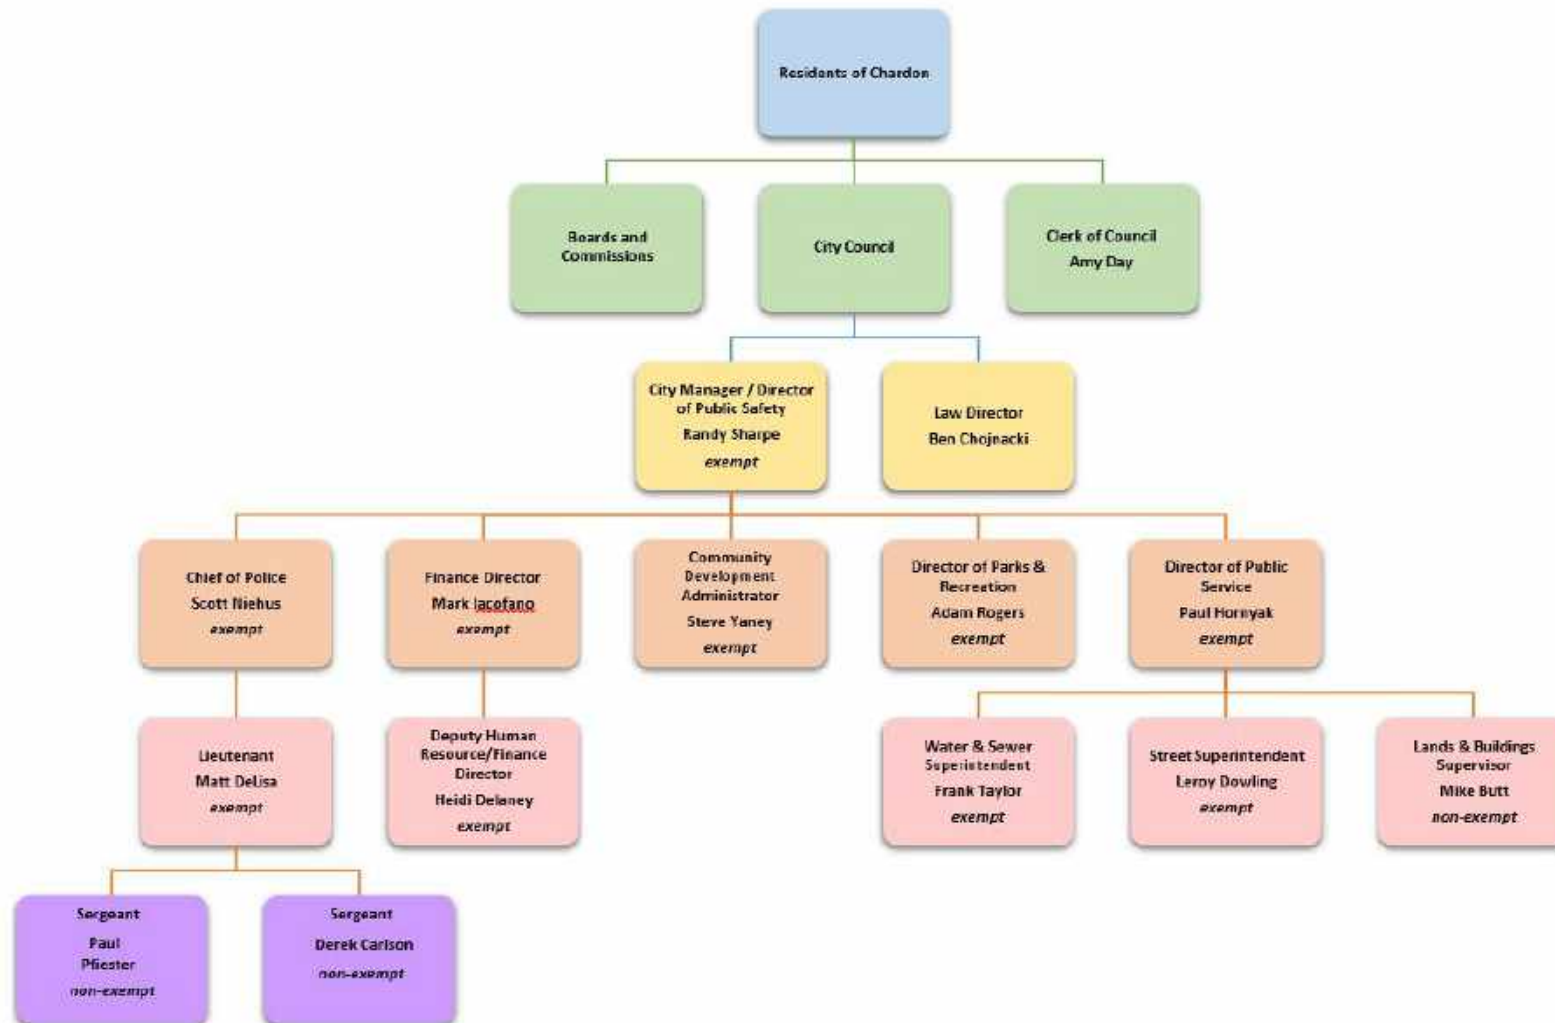 Residents of Chardon
Boards and
Commissions
City Council
Clerk of Council
Amy Day
City Manager / Director
of Public Safety
Randy Sharpe
exempt
Law Director
Ben Chojnacki
Chief of Police
Scott Niehus
exempt
Finance Director
Mark Iacofano
exempt
Community
Development
Administrator
Steve Yaney
exempt
Director of Parks &
Recreation
Adam Rogers
exempt
Director of Public
Service
Paul Hornyak
exempt
Lieutenant
Matt DeLisa
exempt
Deputy Human
Resource/Finance
Director
Heidi Delaney
exempt
Water & Sewer
Superintendent
Frank Taylor
exempt
Street Superintendent
Leroy Dowling
exempt
Lands & Buildings
Supervisor
Mike Butt
non-exempt
Sergeant
Paul
Pfiester
non-exempt
Sergeant
Derek Carlson
non-exempt